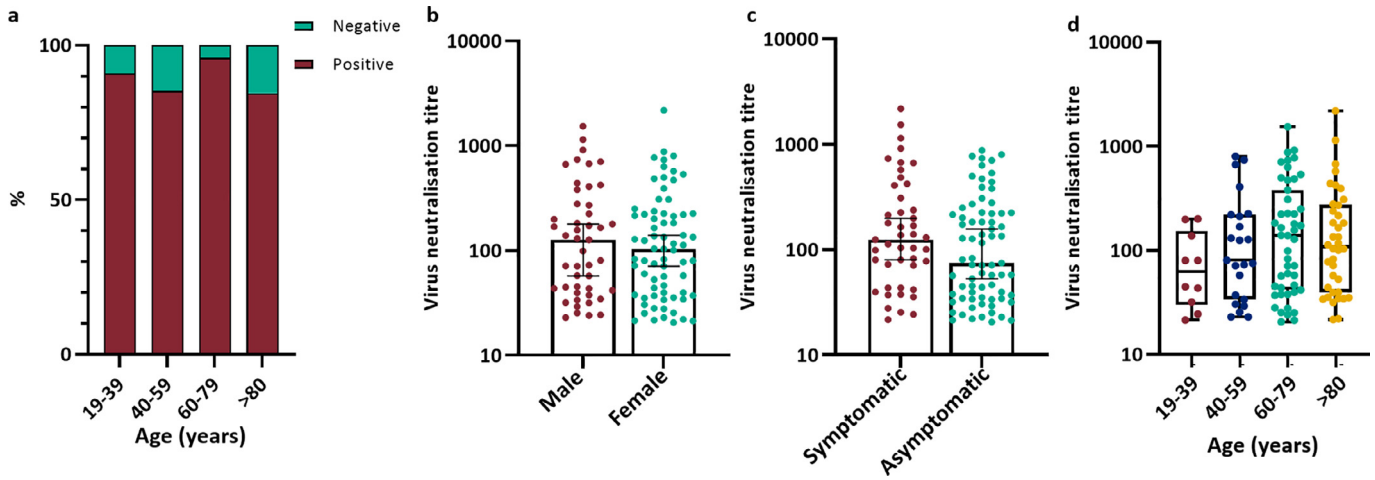 a
Negative
Positive
100
50
0
%
19-39
40-59
60-79
>80
Age (years)
b
Virus neutralisation titre
10000
1000
100
10
Male
Female
c
Virus neutralisation titre
10000
1000
100
10
Symptomatic
Asymptomatic
d
Virus neutralisation titre
10000
1000
100
10
19-39
40-59
60-79
>80
Age (years)